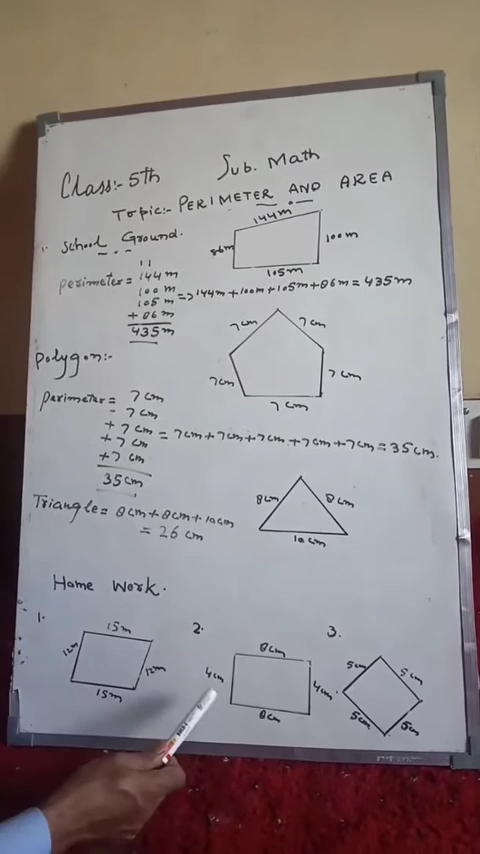 Class:- 5th Sub. Math
Topic:- PERIMETER AND AREA
1. School Ground.
144m
86m
100m
105m
11
perimeter = 144m
100m
105m => 144m + 100m + 105m + 86m = 435m
+ 86m
435m
Polygon:-
7cm 7cm
7cm 7cm
7cm
parimeter = 7cm
- 7cm
+ 7cm = 7cm + 7cm + 7cm + 7cm + 7cm = 35cm.
+ 7cm
+ 7cm
35cm
Triangle = 8cm + 8cm + 10cm
= 26cm
8cm 8cm
10cm
Home Work.
1. 2. 3.
15m
12m 12m
15m
8cm
4cm 4cm.
8cm
5cm 5cm
5cm 5cm